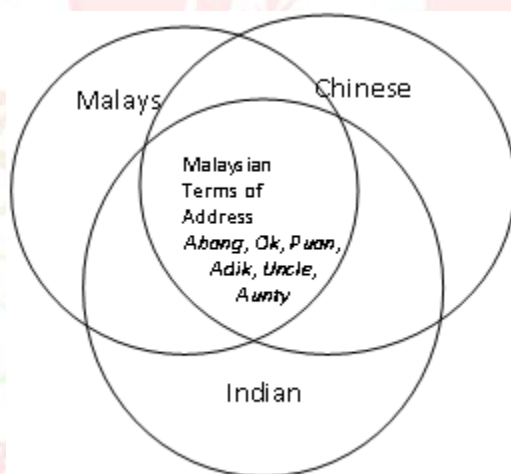 Malays
Chinese
Malaysian
Terms of
Address
Abang, Ok, Puan,
Adik, Uncle,
Aunty
Indian